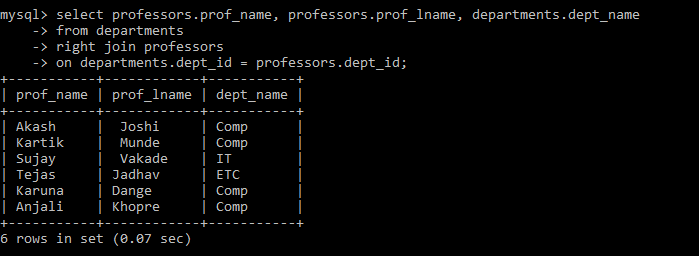 mysql> select professors.prof_name, professors.prof_lname, departments.dept_name
    -> from departments
    -> right join professors
    -> on departments.dept_id = professors.dept_id;
+-----------+------------+-----------+
| prof_name | prof_lname | dept_name |
+-----------+------------+-----------+
| Akash     |  Joshi     | Comp      |
| Kartik    |  Munde     | Comp      |
| Sujay     |  Vakade    | IT        |
| Tejas     | Jadhav     | ETC       |
| Karuna    | Dange      | Comp      |
| Anjali    | Khopre     | Comp      |
+-----------+------------+-----------+
6 rows in set (0.07 sec)